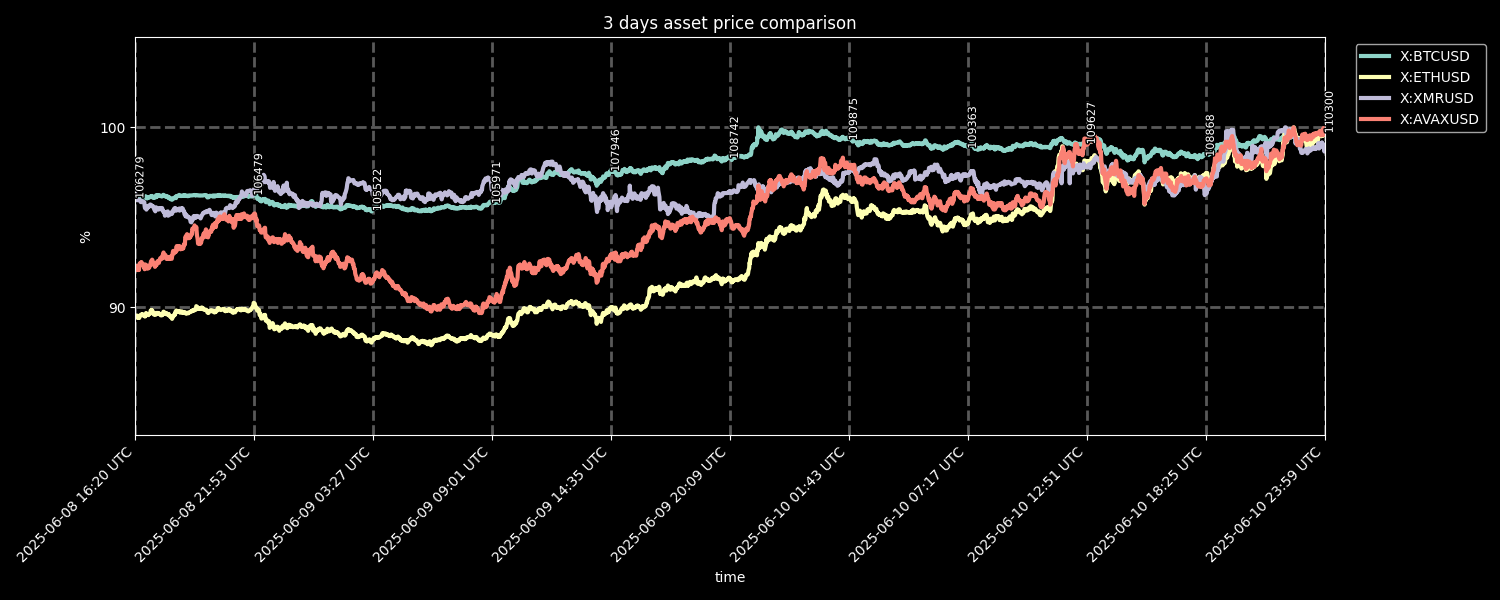 3 days asset price comparison
X:BTCUSD
X:ETHUSD
X:XMRUSD
X:AVAXUSD
100
90
%
106279
106479
105522
105971
107946
108742
109875
109363
109627
108868
110300
2025-06-08 16:20 UTC
2025-06-08 21:53 UTC
2025-06-09 03:27 UTC
2025-06-09 09:01 UTC
2025-06-09 14:35 UTC
2025-06-09 20:09 UTC
2025-06-10 01:43 UTC
2025-06-10 07:17 UTC
2025-06-10 12:51 UTC
2025-06-10 18:25 UTC
2025-06-10 23:59 UTC
time